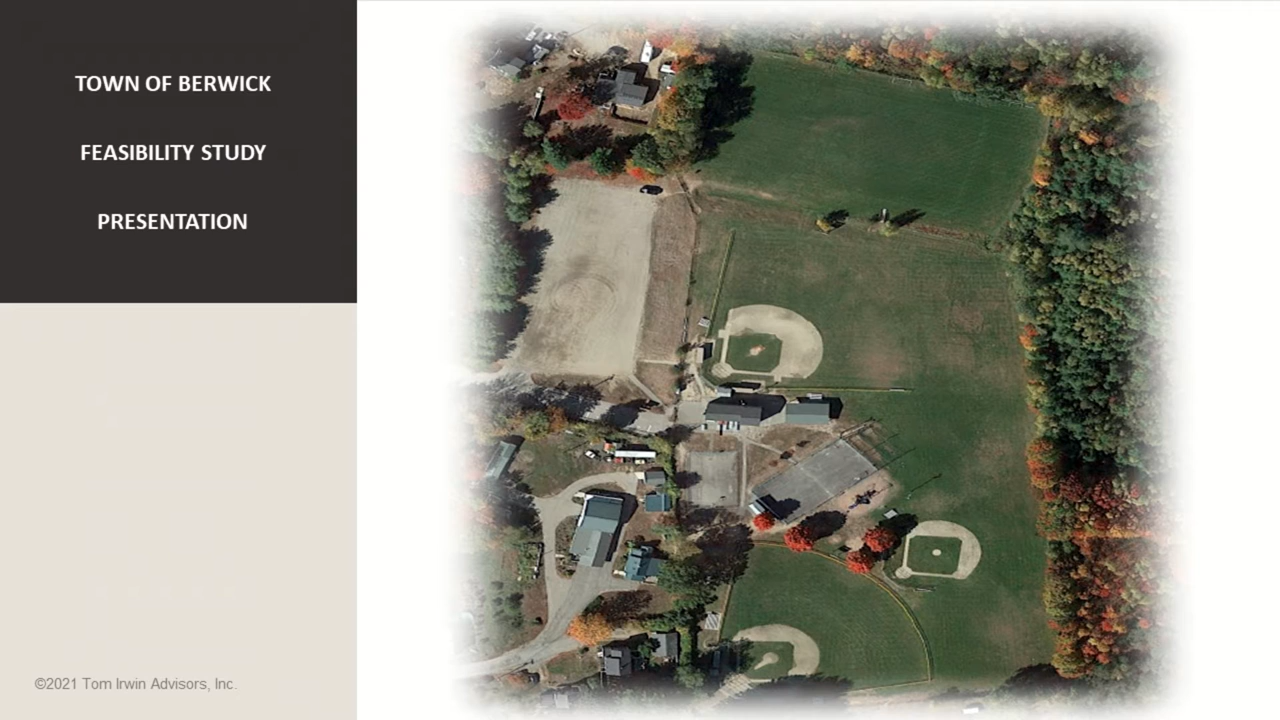 TOWN OF BERWICK
FEASIBILITY STUDY
PRESENTATION
©2021 Tom Irwin Advisors, Inc.